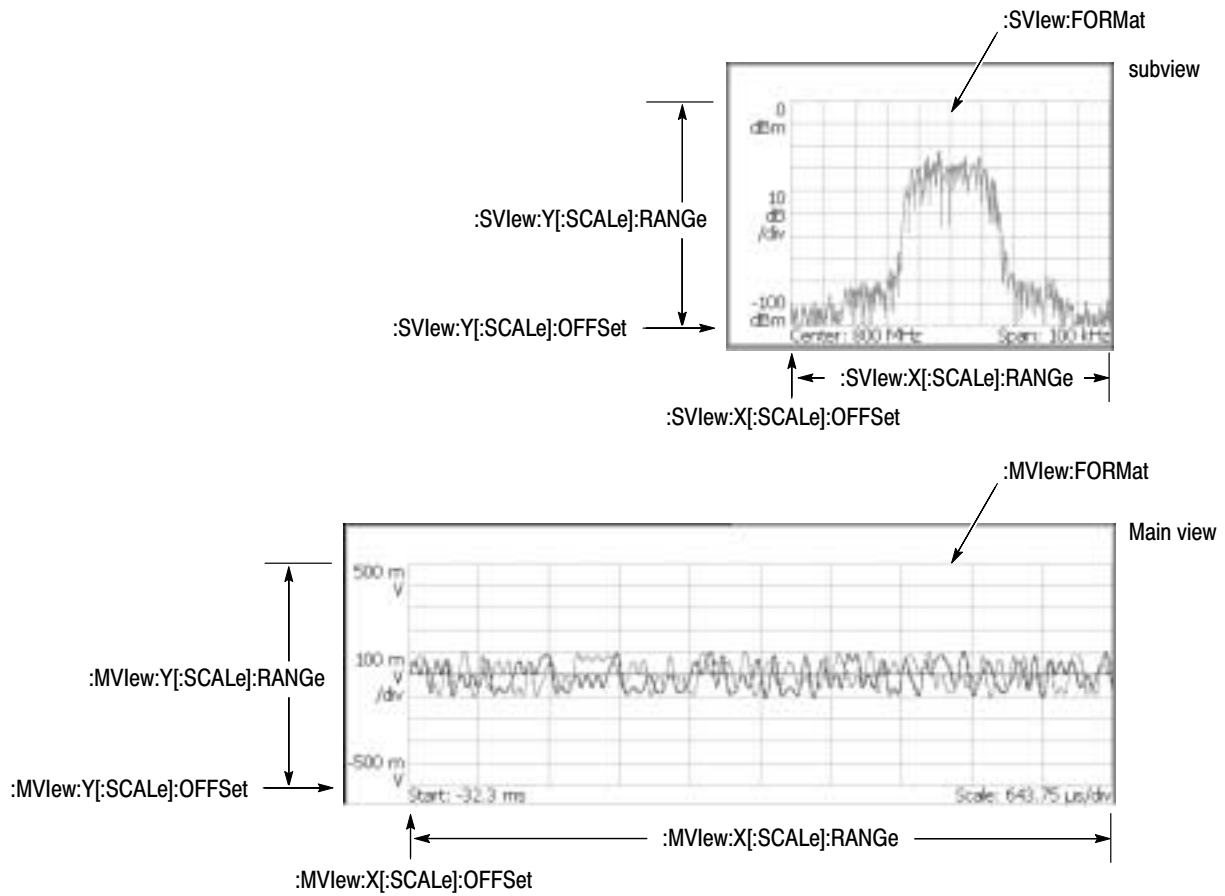 :SVIew:FORMat
subview
0
dBm
:SVIew:Y[:SCALe]:RANGe
10
dB
/div
-100
dBm
:SVIew:Y[:SCALe]:OFFSet
Center: 800 MHz
Span: 100 kHz
:SVIew:X[:SCALe]:RANGe
:SVIew:X[:SCALe]:OFFSet
:MVIew:FORMat
Main view
500 m
V
:MVIew:Y[:SCALe]:RANGe
100 m
V
/div
-500 m
V
:MVIew:Y[:SCALe]:OFFSet
Start: -32.3 ms
Scale: 643.75 µs/div
:MVIew:X[:SCALe]:RANGe
:MVIew:X[:SCALe]:OFFSet